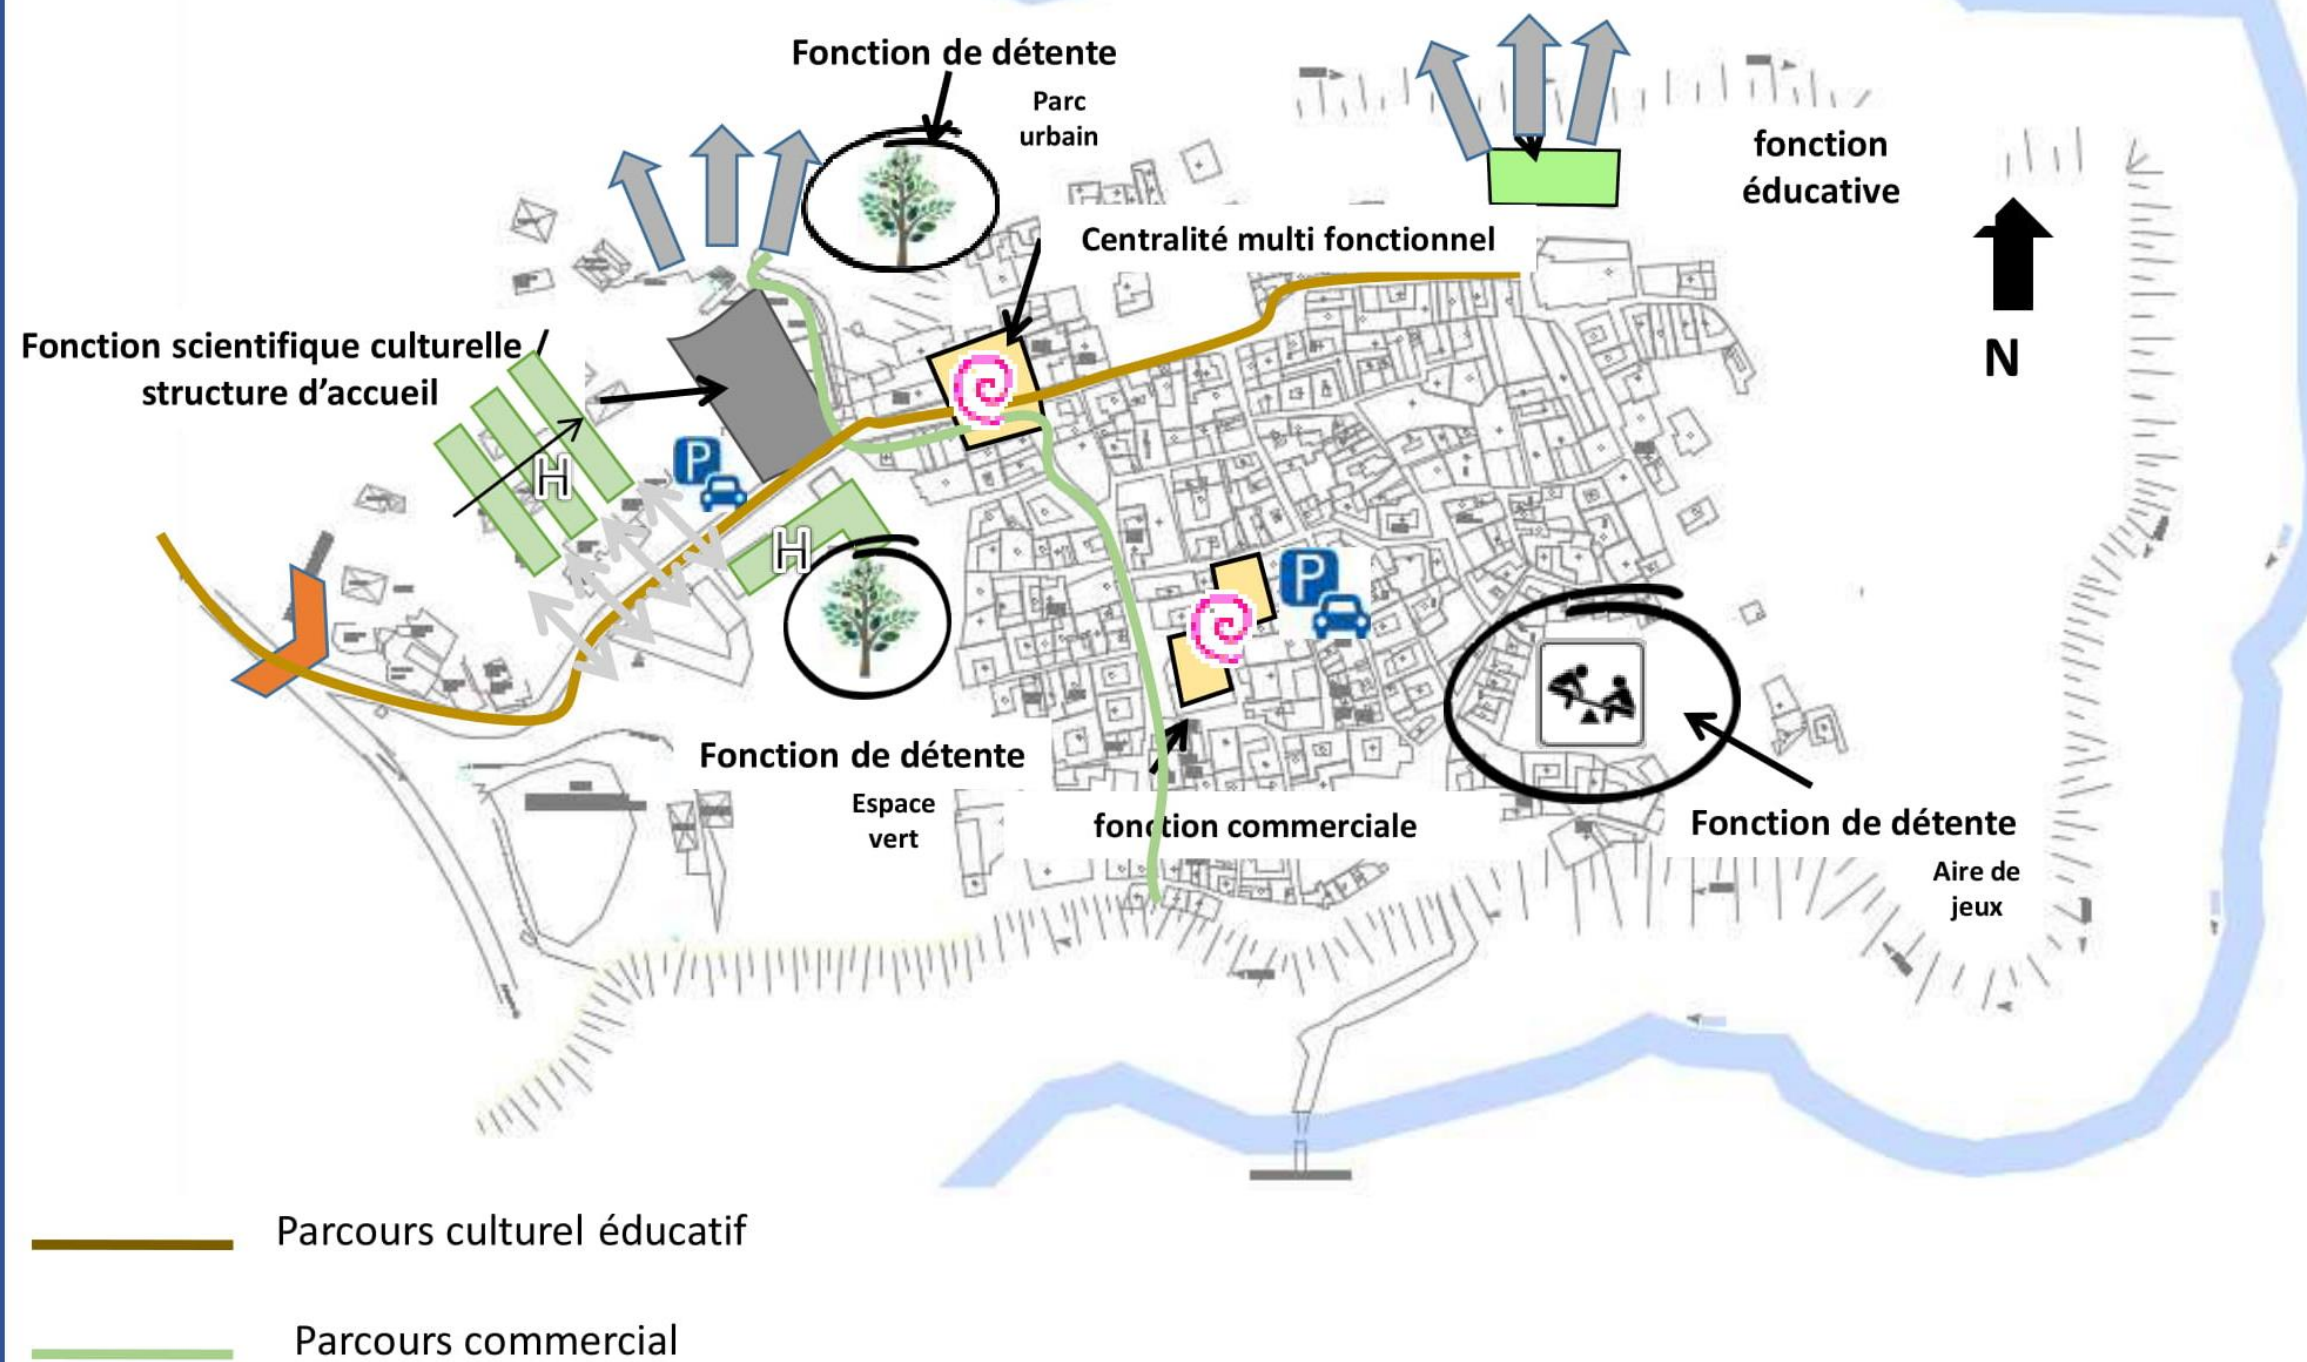 Fonction de détente
Parc
urbain
fonction
éducative
Centralité multi fonctionnel
N
Fonction scientifique culturelle /
structure d’accueil
P
H
H
P
Fonction de détente
Espace
vert
fonction commerciale
Fonction de détente
Aire de
jeux
Parcours culturel éducatif
Parcours commercial